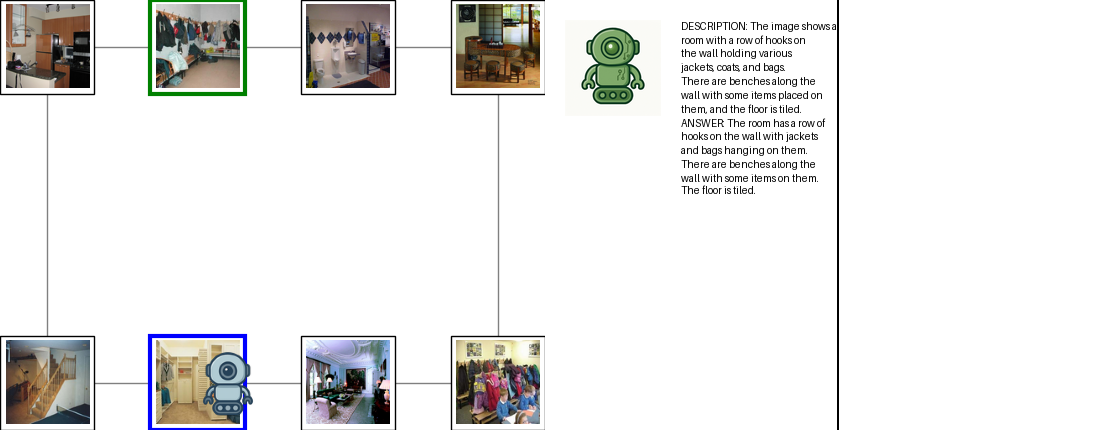 DESCRIPTION: The image shows a
room with a row of hooks on
the wall holding various
jackets, coats, and bags.
There are benches along the
wall with some items placed on
them, and the floor is tiled.
ANSWER: The room has a row of
hooks on the wall with jackets
and bags hanging on them.
There are benches along the
wall with some items on them.
The floor is tiled.